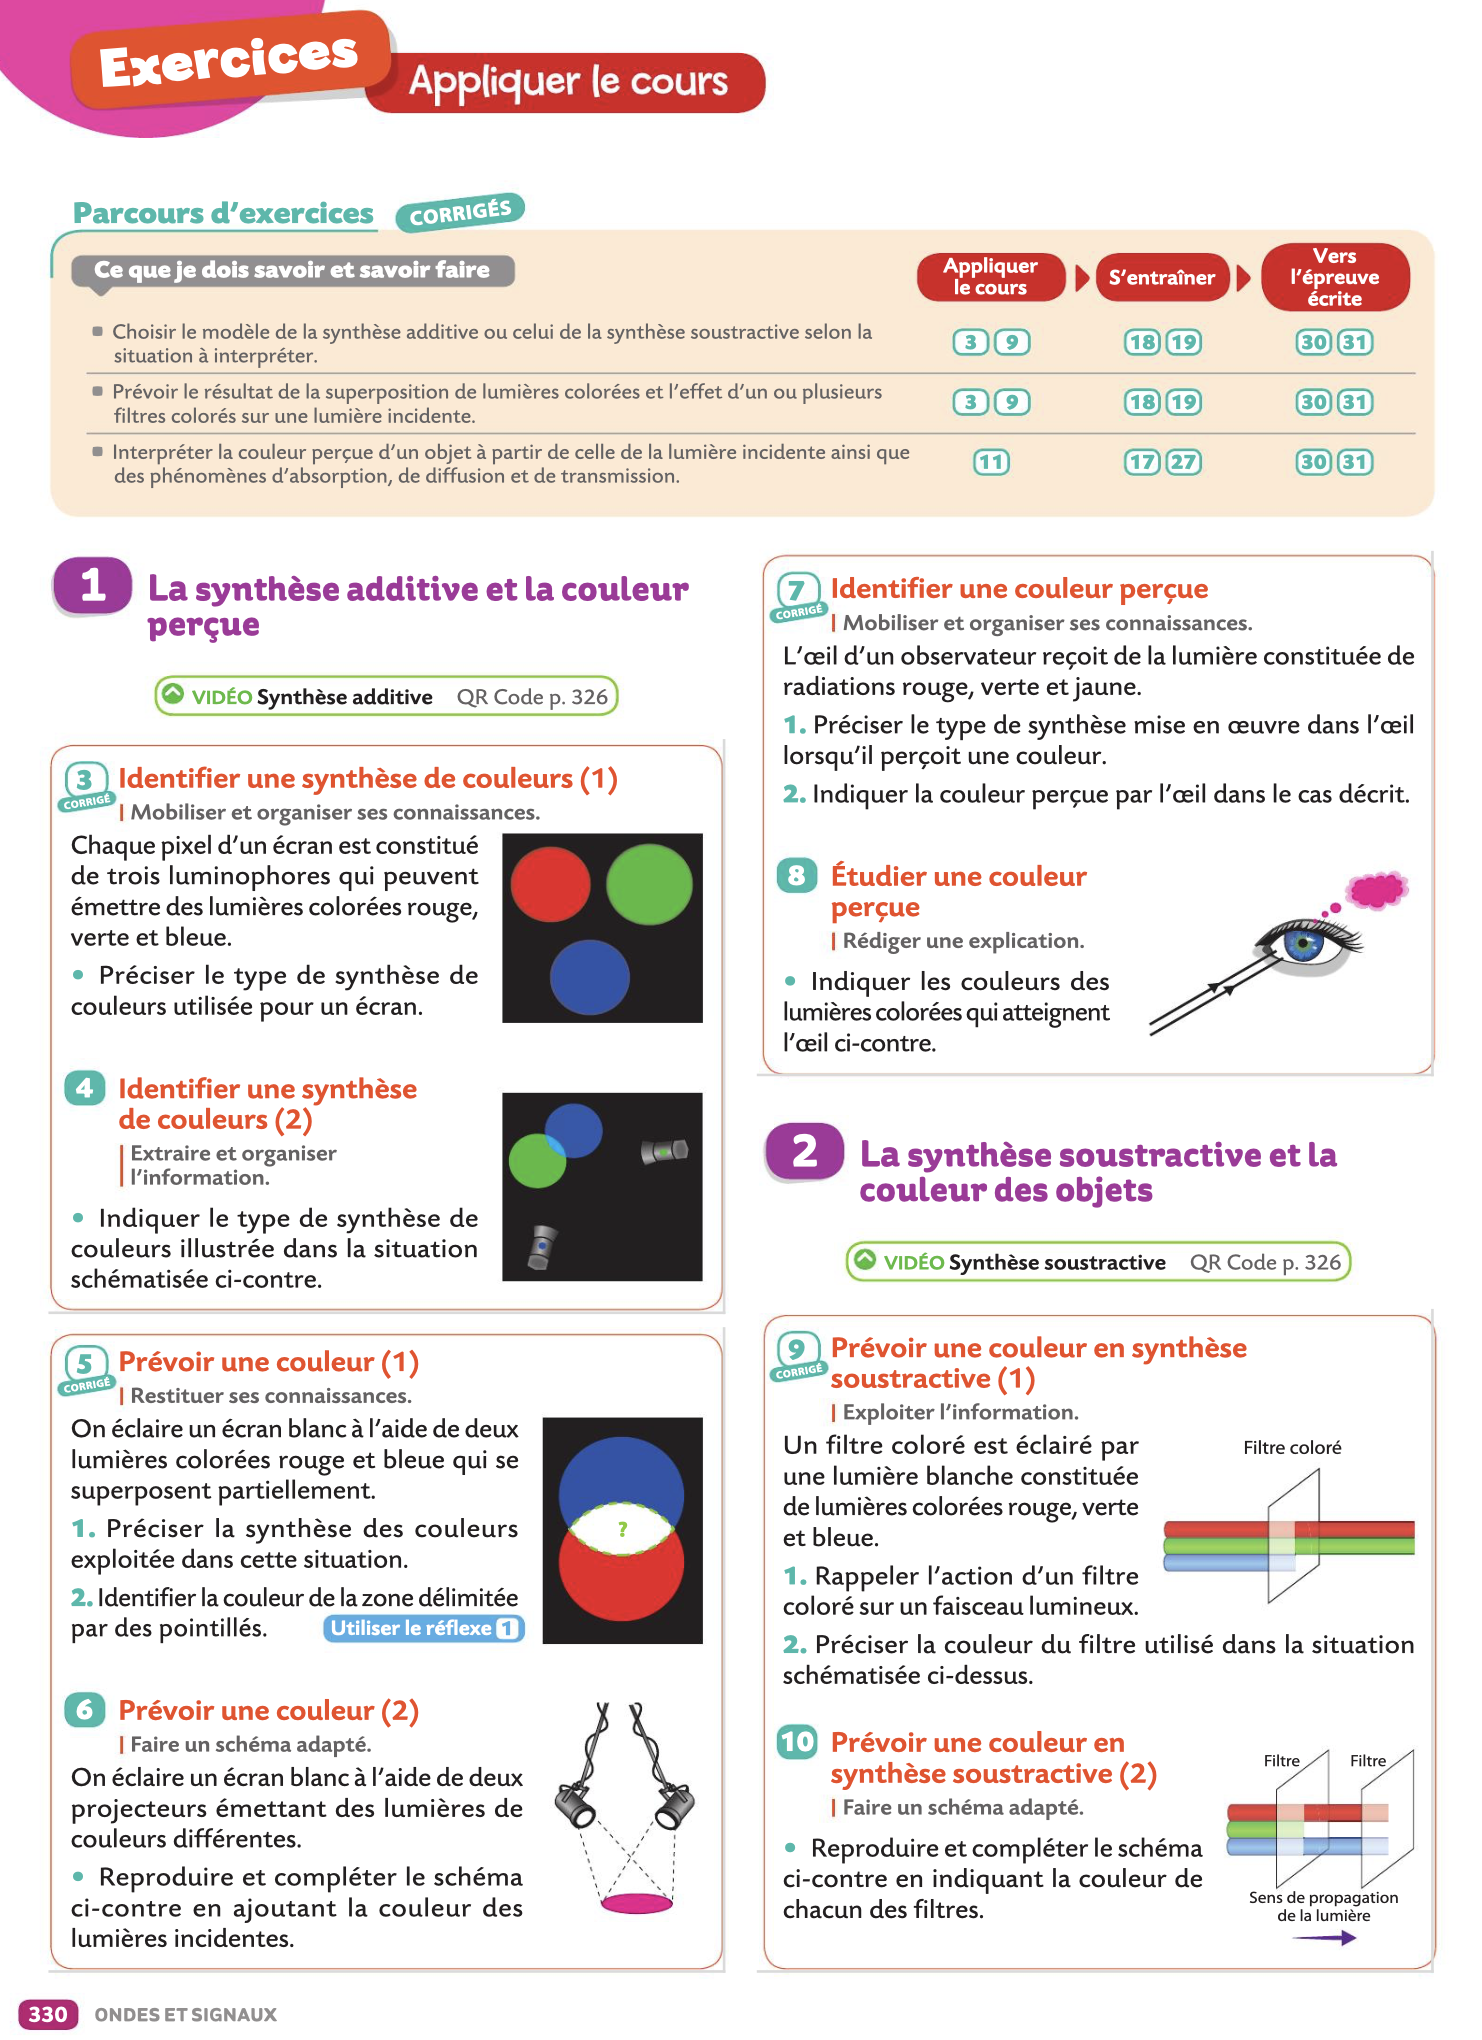 Exercices
Appliquer le cours
Parcours d'exercices CORRIGÉS
Ce que je dois savoir et savoir faire
Appliquer
le cours
S'entraîner
Vers
l'épreuve
écrite
Choisir le modèle de la synthèse additive ou celui de la synthèse soustractive selon la
situation à interpréter.
3 9 18 19 30 31
Prévoir le résultat de la superposition de lumières colorées et l'effet d'un ou plusieurs
filtres colorés sur une lumière incidente.
3 9 18 19 30 31
Interpréter la couleur perçue d'un objet à partir de celle de la lumière incidente ainsi que
des phénomènes d'absorption, de diffusion et de transmission.
11 17 27 30 31
1 La synthèse additive et la couleur
perçue
VIDÉO Synthèse additive QR Code p. 326
3 Identifier une synthèse de couleurs (1)
CORRIGÉ
| Mobiliser et organiser ses connaissances.
Chaque pixel d'un écran est constitué
de trois luminophores qui peuvent
émettre des lumières colorées rouge,
verte et bleue.
• Préciser le type de synthèse de
couleurs utilisée pour un écran.
4 Identifier une synthèse
de couleurs (2)
Extraire et organiser
l'information.
• Indiquer le type de synthèse de
couleurs illustrée dans la situation
schématisée ci-contre.
5 Prévoir une couleur (1)
CORRIGÉ
| Restituer ses connaissances.
On éclaire un écran blanc à l'aide de deux
lumières colorées rouge et bleue qui se
superposent partiellement.
1. Préciser la synthèse des couleurs
exploitée dans cette situation.
2. Identifier la couleur de la zone délimitée
par des pointillés. Utiliser le réflexe 1
?
6 Prévoir une couleur (2)
| Faire un schéma adapté.
On éclaire un écran blanc à l'aide de deux
projecteurs émettant des lumières de
couleurs différentes.
• Reproduire et compléter le schéma
ci-contre en ajoutant la couleur des
lumières incidentes.
7 Identifier une couleur perçue
CORRIGÉ
| Mobiliser et organiser ses connaissances.
L'œil d'un observateur reçoit de la lumière constituée de
radiations rouge, verte et jaune.
1. Préciser le type de synthèse mise en œuvre dans l'œil
lorsqu'il perçoit une couleur.
2. Indiquer la couleur perçue par l'œil dans le cas décrit.
8 Étudier une couleur
perçue
| Rédiger une explication.
• Indiquer les couleurs des
lumières colorées qui atteignent
l'œil ci-contre.
2 La synthèse soustractive et la
couleur des objets
VIDÉO Synthèse soustractive QR Code p. 326
9 Prévoir une couleur en synthèse
CORRIGÉ
soustractive (1)
| Exploiter l'information.
Un filtre coloré est éclairé par
une lumière blanche constituée
de lumières colorées rouge, verte
et bleue.
Filtre coloré
1. Rappeler l'action d'un filtre
coloré sur un faisceau lumineux.
2. Préciser la couleur du filtre utilisé dans la situation
schématisée ci-dessus.
10 Prévoir une couleur en
synthèse soustractive (2)
| Faire un schéma adapté.
• Reproduire et compléter le schéma
ci-contre en indiquant la couleur de
chacun des filtres.
Filtre Filtre
Sens de propagation
de la lumière
330 ONDES ET SIGNAUX